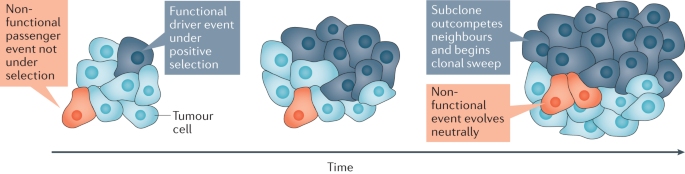 Non-
functional
passenger
event not
under
selection
Functional
driver event
under
positive
selection
Tumour
cell
Subclone
outcompetes
neighbours
and begins
clonal sweep
Non-
functional
event evolves
neutrally
Time